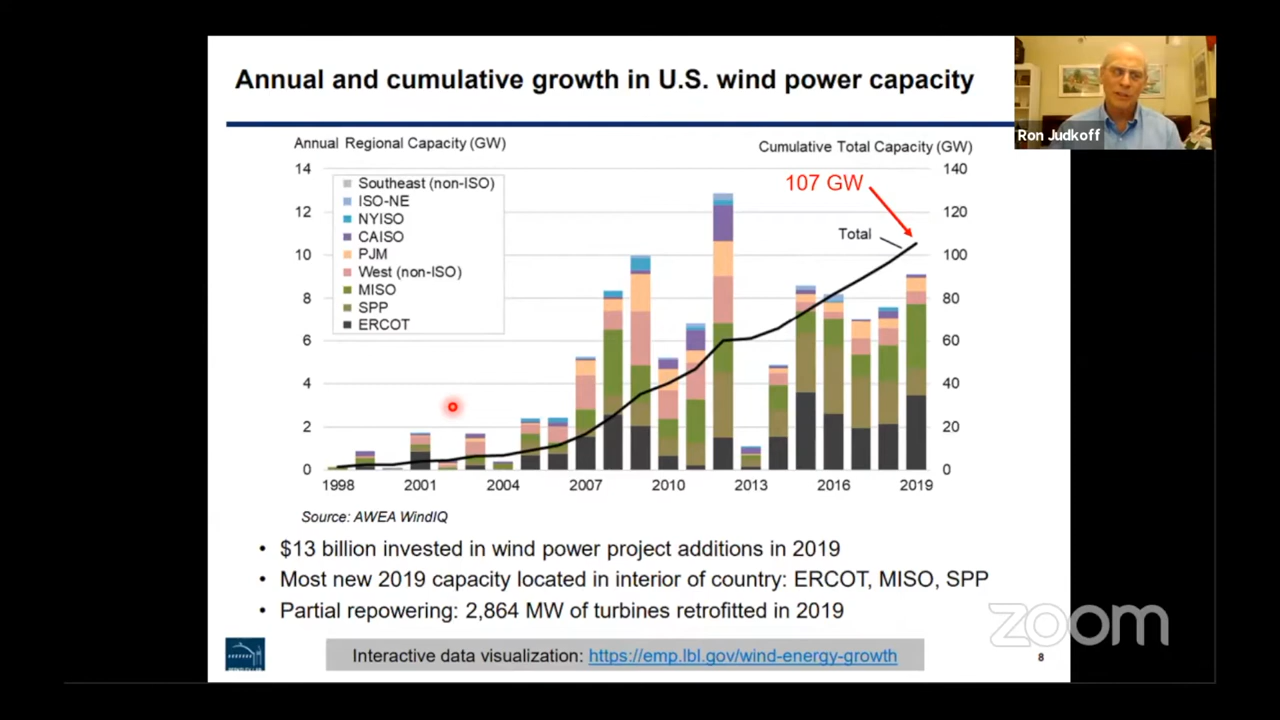 Annual and cumulative growth in U.S. wind power capacity
Ron Judkoff
Annual Regional Capacity (GW)
Cumulative Total Capacity (GW)
14
12
10
8
6
4
2
0
Southeast (non-ISO)
ISO-NE
NYISO
CAISO
PJM
West (non-ISO)
MISO
SPP
ERCOT
107 GW
Total
140
120
100
80
60
40
20
0
1998 2001 2004 2007 2010 2013 2016 2019
Source: AWEA WindIQ
• $13 billion invested in wind power project additions in 2019
• Most new 2019 capacity located in interior of country: ERCOT, MISO, SPP
• Partial repowering: 2,864 MW of turbines retrofitted in 2019
zoom
Interactive data visualization: https://emp.lbl.gov/wind-energy-growth
8